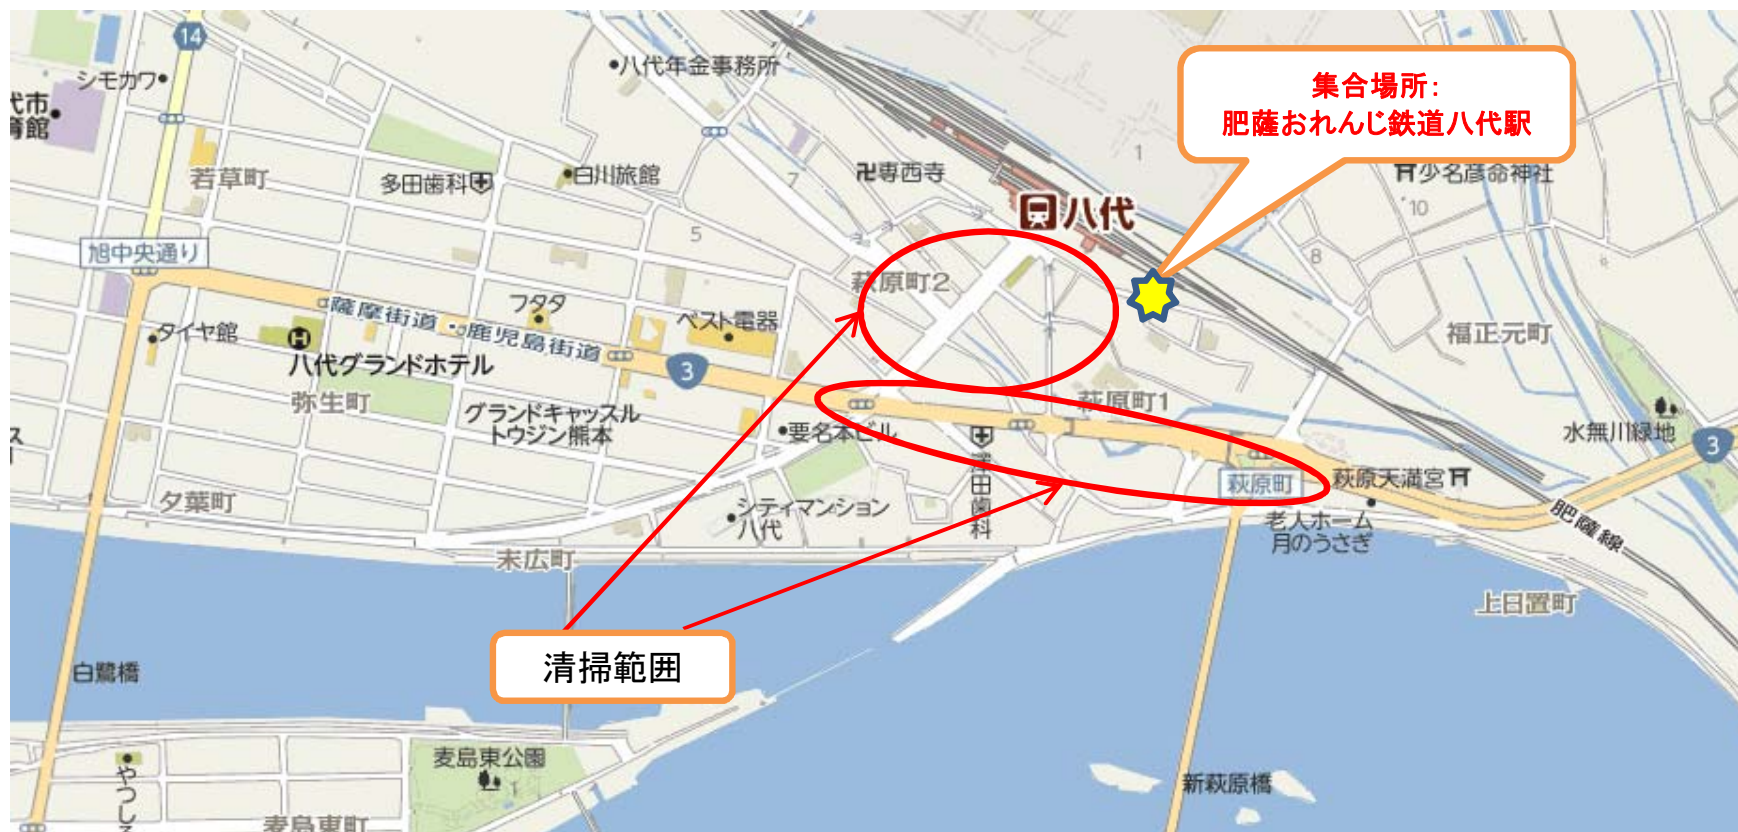 14
シモカワ
代市
育館
八代年金事務所
集合場所：
肥薩おれんじ鉄道八代駅
若草町
多田歯科
白川旅館
卍専西寺
7
1
少名彦命神社
10
八代
5
8
旭中央通り
萩原町2
フタタ
薩摩街道・鹿児島街道
ベスト電器
タイヤ館
H
八代グランドホテル
福正元町
3
弥生町
グランドキャッスル
トウジン熊本
萩原町1
要名本ビル
水無川緑地
3
ス
澤田歯科
萩原町
萩原天満宮
夕葉町
シティマンション
八代
老人ホーム
月のうさぎ
肥薩線
末広町
上日置町
清掃範囲
白鷺橋
麦島東公園
1
新萩原橋
やつしろ
麦島東町